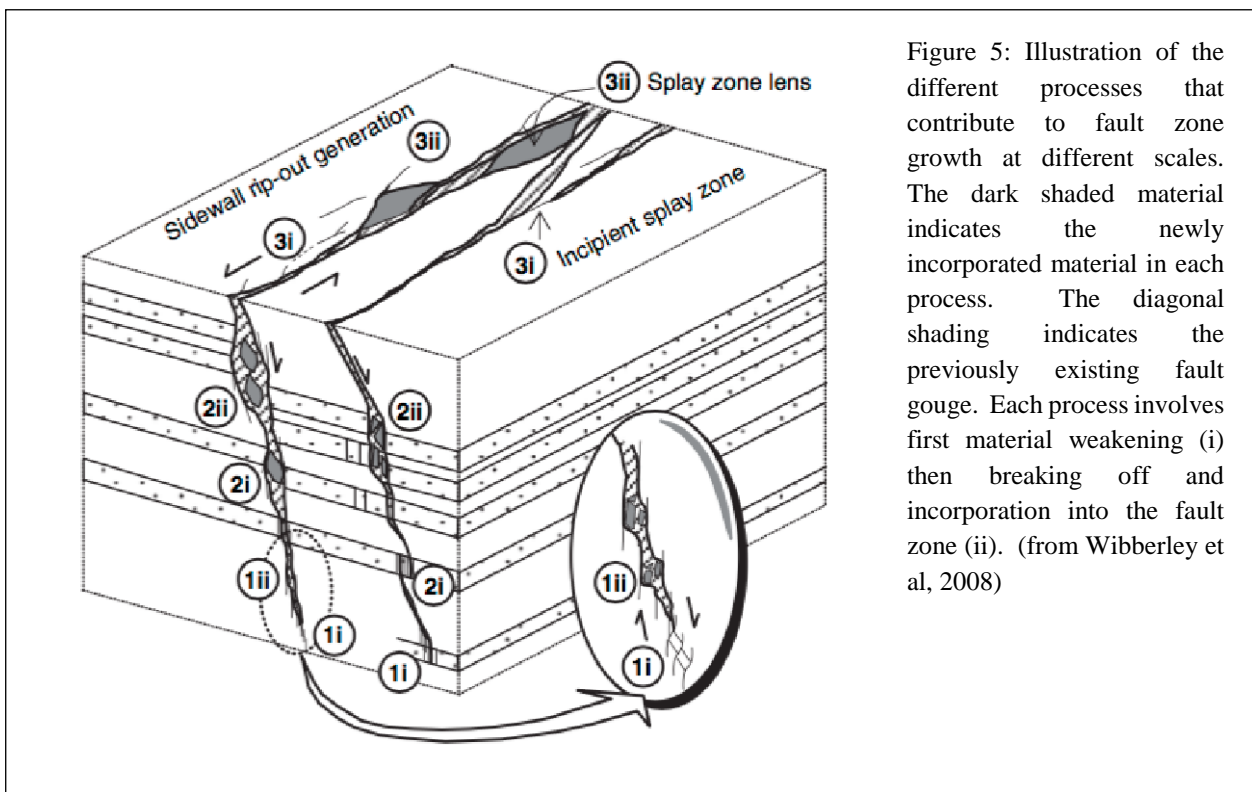 3ii Splay zone lens
Sidewall rip-out generation
3ii
3i
Incipient splay zone
3i
2ii
2ii
2i
1ii
2i
1i
1i
1ii
1i
Figure 5: Illustration of the
different processes that
contribute to fault zone
growth at different scales.
The dark shaded material
indicates the newly
incorporated material in each
process. The diagonal
shading indicates the
previously existing fault
gouge. Each process involves
first material weakening (i)
then breaking off and
incorporation into the fault
zone (ii). (from Wibberley et
al, 2008)